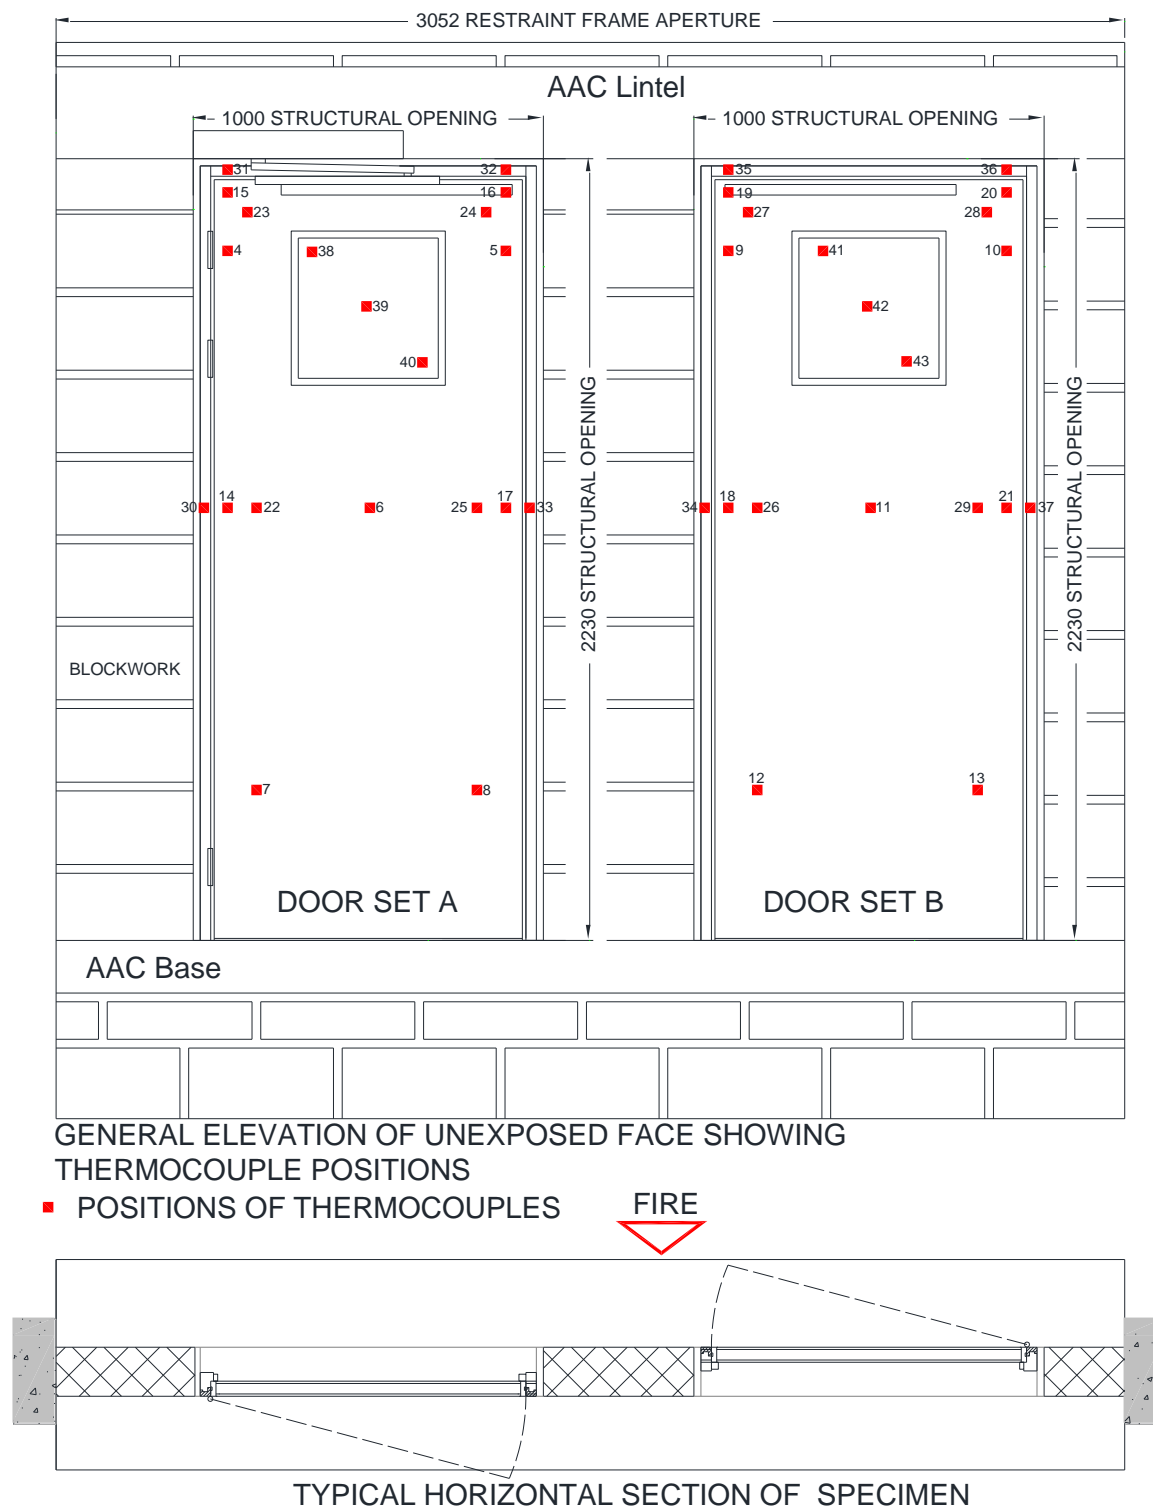 3052 RESTRAINT FRAME APERTURE
AAC Lintel
1000 STRUCTURAL OPENING
1000 STRUCTURAL OPENING
31 32 35 36
15 16 19 20
23 24 27 28
4 38 5 9 41 10
39 42
40 43
2230 STRUCTURAL OPENING
2230 STRUCTURAL OPENING
14 17 18 21
30 22 6 25 33 34 26 11 29 37
BLOCKWORK
12 13
7 8
DOOR SET A
DOOR SET B
AAC Base
GENERAL ELEVATION OF UNEXPOSED FACE SHOWING
THERMOCOUPLE POSITIONS
POSITIONS OF THERMOCOUPLES
FIRE
TYPICAL HORIZONTAL SECTION OF SPECIMEN